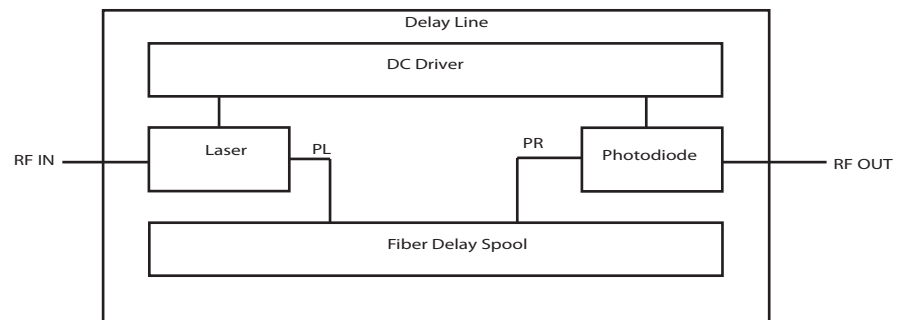 Delay Line
DC Driver
Laser
PL
PR
Photodiode
RF IN
RF OUT
Fiber Delay Spool